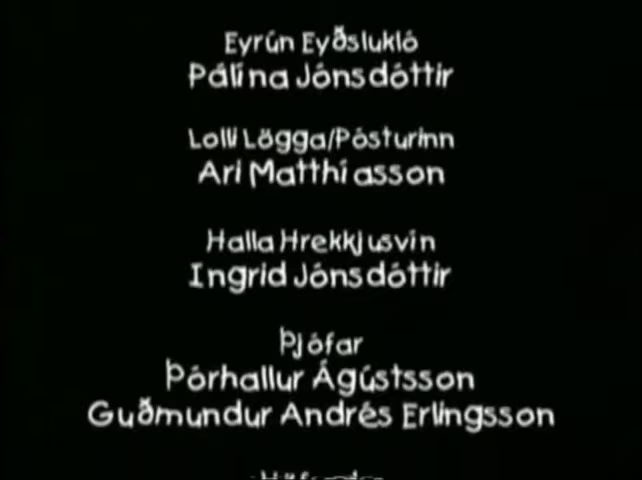 Eyrún Eyðslukló
Pálína Jónsdóttir
Lolli Lögga/Pósturinn
Ari Matthíasson
Halla Hrekkjusvín
Ingrid Jónsdóttir
Þjófar
Þórhallur Ágústsson
Guðmundur Andrés Erlingsson